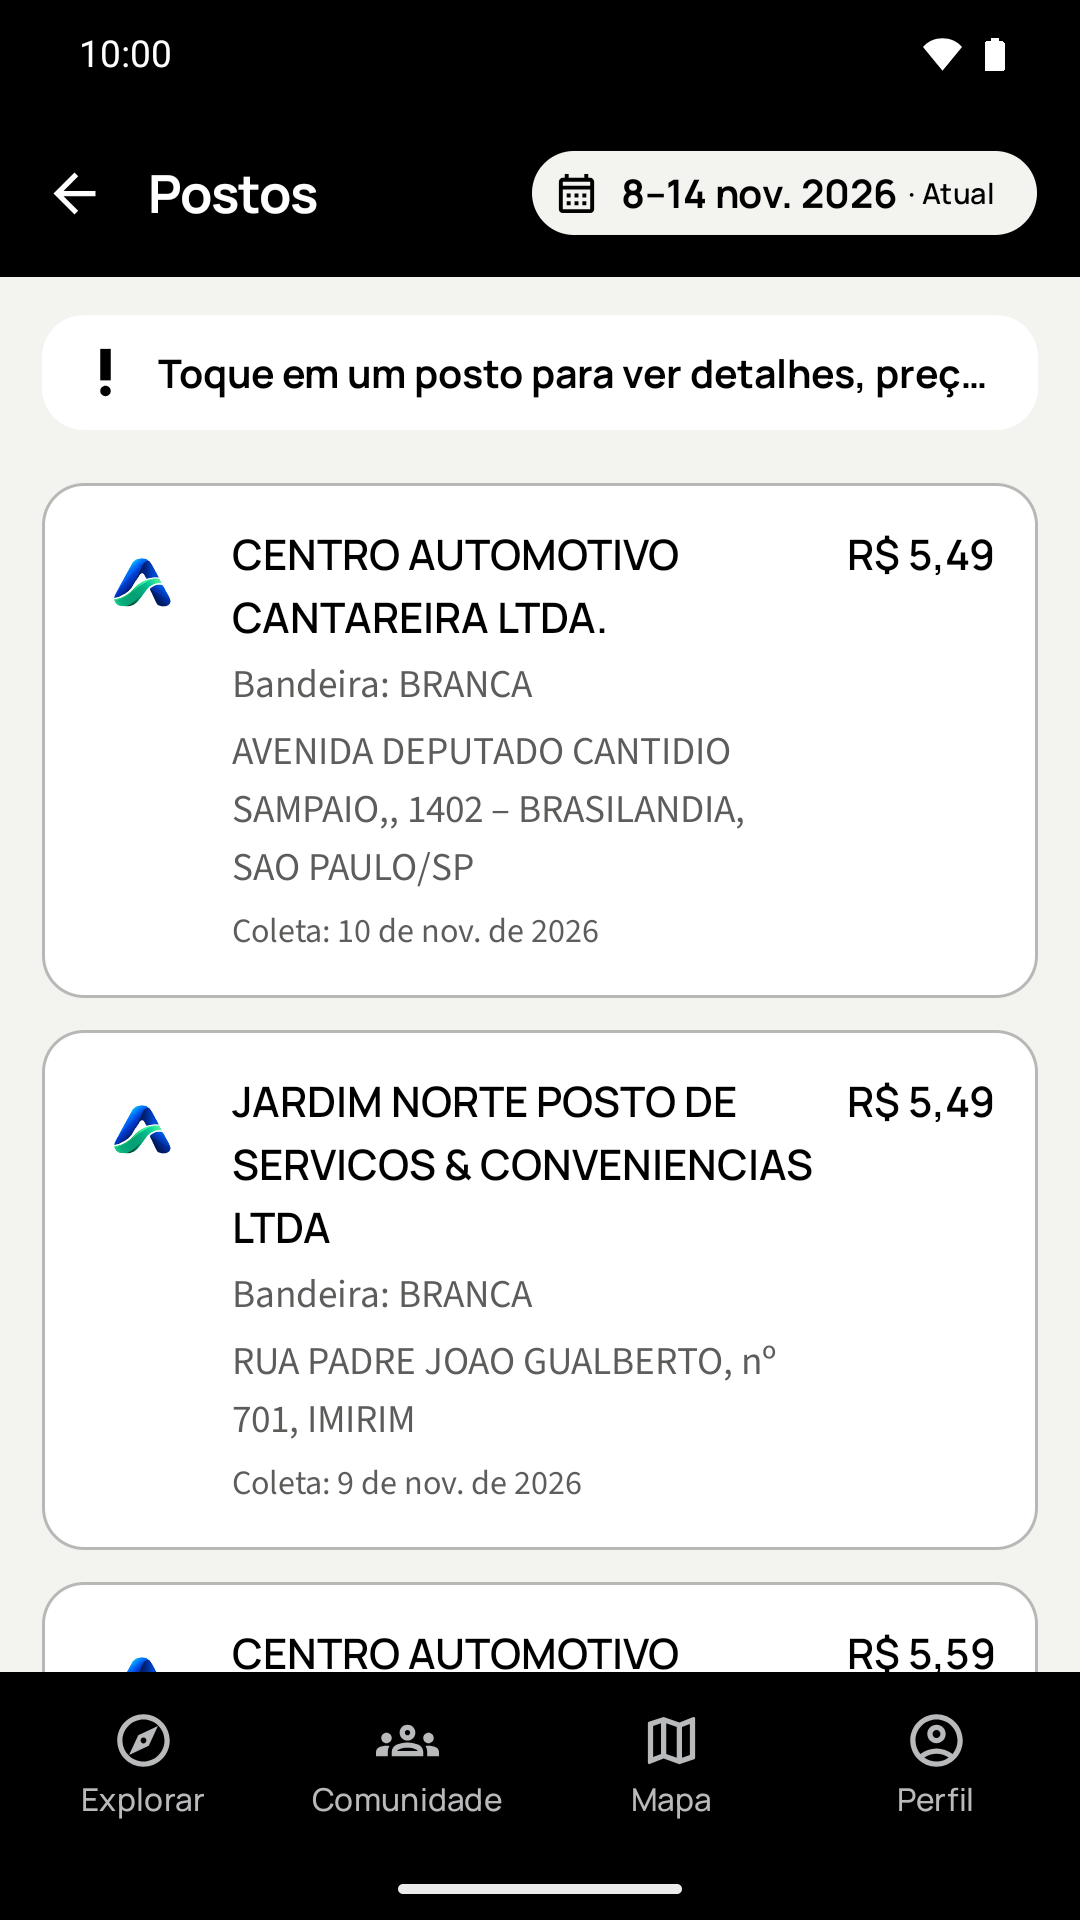 10:00
Postos
8–14 nov. 2026 · Atual
Toque em um posto para ver detalhes, preç...
CENTRO AUTOMOTIVO
CANTAREIRA LTDA.
R$ 5,49
Bandeira: BRANCA
AVENIDA DEPUTADO CANTIDIO
SAMPAIO,, 1402 – BRASILANDIA,
SAO PAULO/SP
Coleta: 10 de nov. de 2026
JARDIM NORTE POSTO DE
SERVICOS & CONVENIENCIAS
LTDA
R$ 5,49
Bandeira: BRANCA
RUA PADRE JOAO GUALBERTO, nº
701, IMIRIM
Coleta: 9 de nov. de 2026
CENTRO AUTOMOTIVO
R$ 5,59
Explorar
Comunidade
Mapa
Perfil